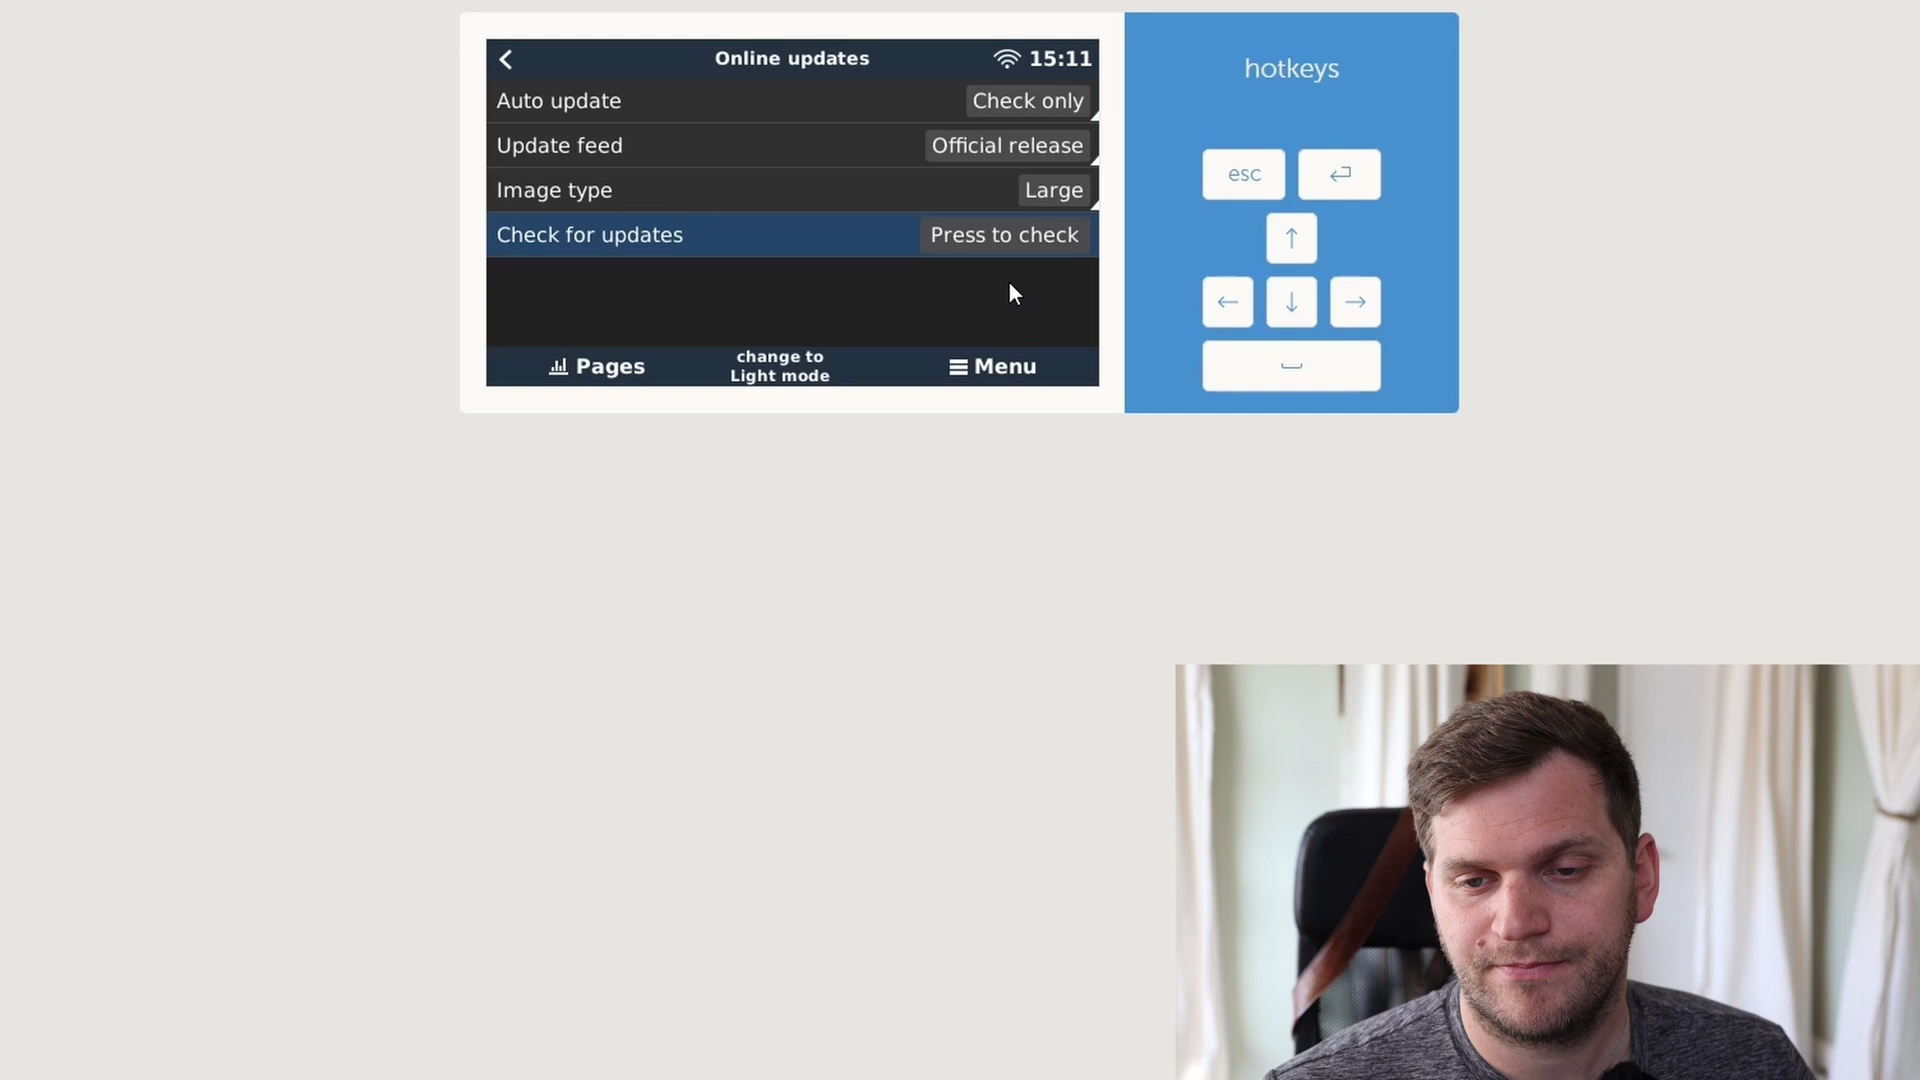 Online updates
15:11
Auto update
Check only
Update feed
Official release
Image type
Large
Check for updates
Press to check
Pages
change to
Light mode
Menu
hotkeys
esc